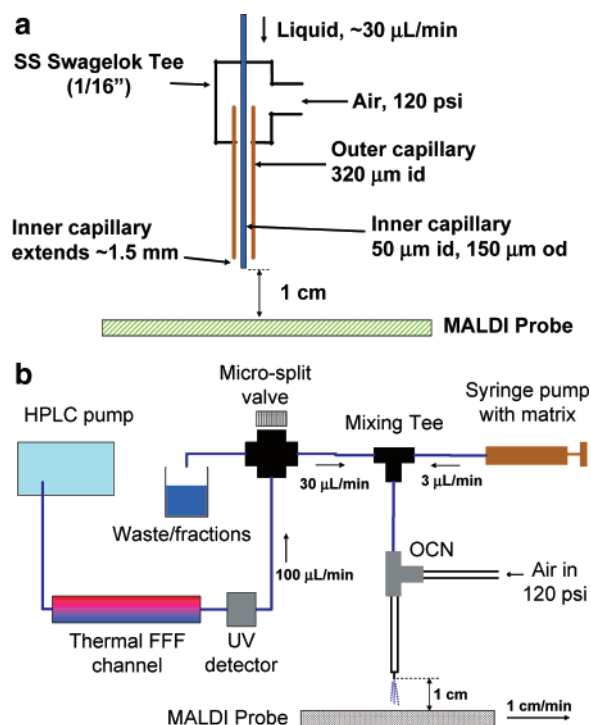 a
Liquid, ~30 μL/min
SS Swagelok Tee
(1/16”)
Air, 120 psi
Outer capillary
320 μm id
Inner capillary
extends ~1.5 mm
Inner capillary
50 μm id, 150 μm od
1 cm
MALDI Probe
b
Micro-split
valve
HPLC pump
Mixing Tee
Syringe pump
with matrix
30 μL/min
3 μL/min
Waste/fractions
OCN
100 μL/min
Air in
120 psi
Thermal FFF
channel
UV
detector
1 cm
1 cm/min
MALDI Probe